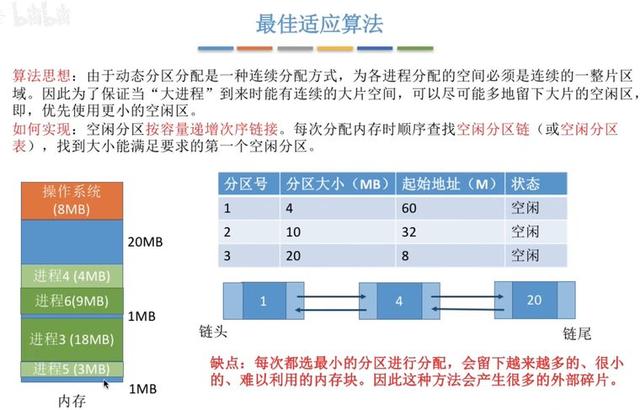 bilibili
最佳适应算法
算法思想：由于动态分区分配是一种连续分配方式，为各进程分配的空间必须是连续的一整片区
域。因此为了保证当“大进程”到来时能有连续的大片空间，可以尽可能多地留下大片的空闲区，
即，优先使用更小的空闲区。
如何实现：空闲分区按容量递增次序链接。每次分配内存时顺序查找空闲分区链（或空闲分区
表），找到大小能满足要求的第一个空闲分区。
操作系统
(8MB)
20MB
进程4 (4MB)
进程6(9MB)
1MB
进程3 (18MB)
进程5 (3MB)
1MB
内存
分区号 分区大小（MB） 起始地址（M） 状态
1 4 60 空闲
2 10 32 空闲
3 20 8 空闲
1 4 20
链头 链尾
缺点：每次都选最小的分区进行分配，会留下越来越多的、很小
的、难以利用的内存块。因此这种方法会产生很多的外部碎片。